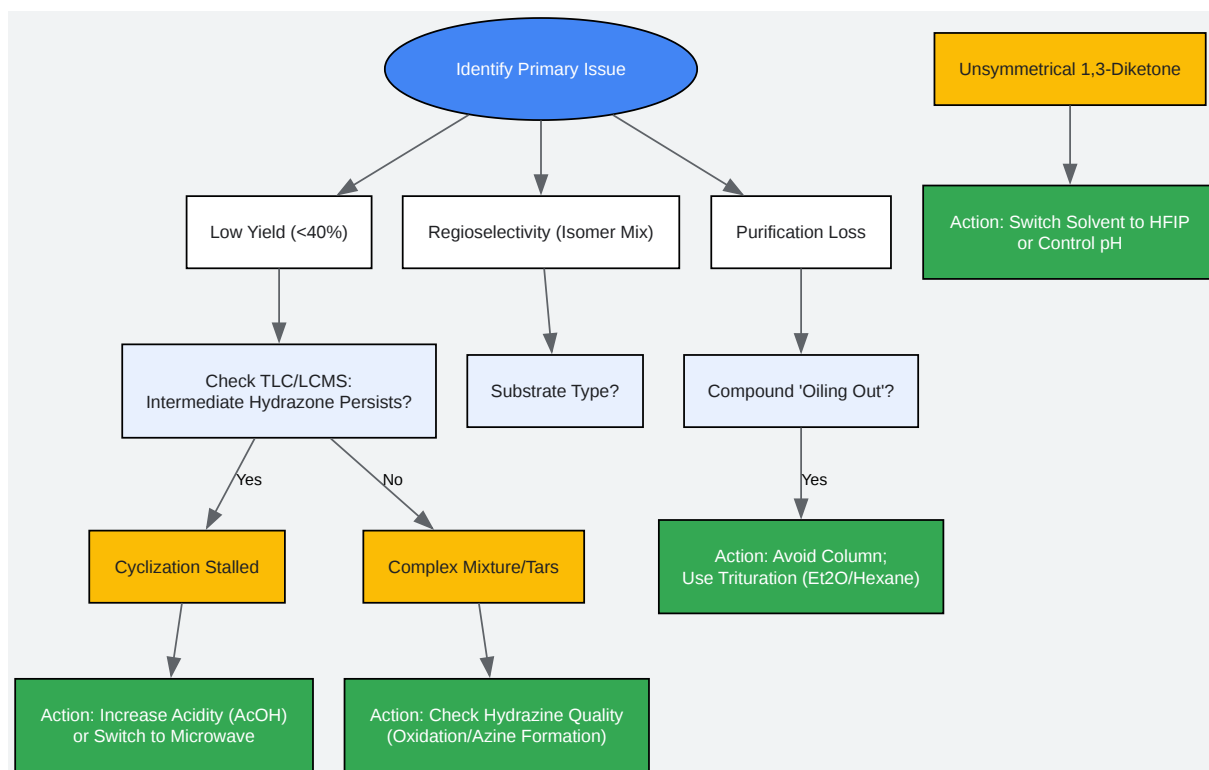 Identify Primary Issue
Unsymmetrical 1,3-Diketone
Low Yield (<40%)
Regioselectivity (Isomer Mix)
Purification Loss
Action: Switch Solvent to HFIP
or Control pH
Check TLC/LCMS:
Intermediate Hydrazone Persists?
Substrate Type?
Compound 'Oiling Out'?
Yes
No
Yes
Cyclization Stalled
Complex Mixture/Tars
Action: Avoid Column;
Use Trituration (Et2O/Hexane)
Action: Increase Acidity (AcOH)
or Switch to Microwave
Action: Check Hydrazine Quality
(Oxidation/Azine Formation)